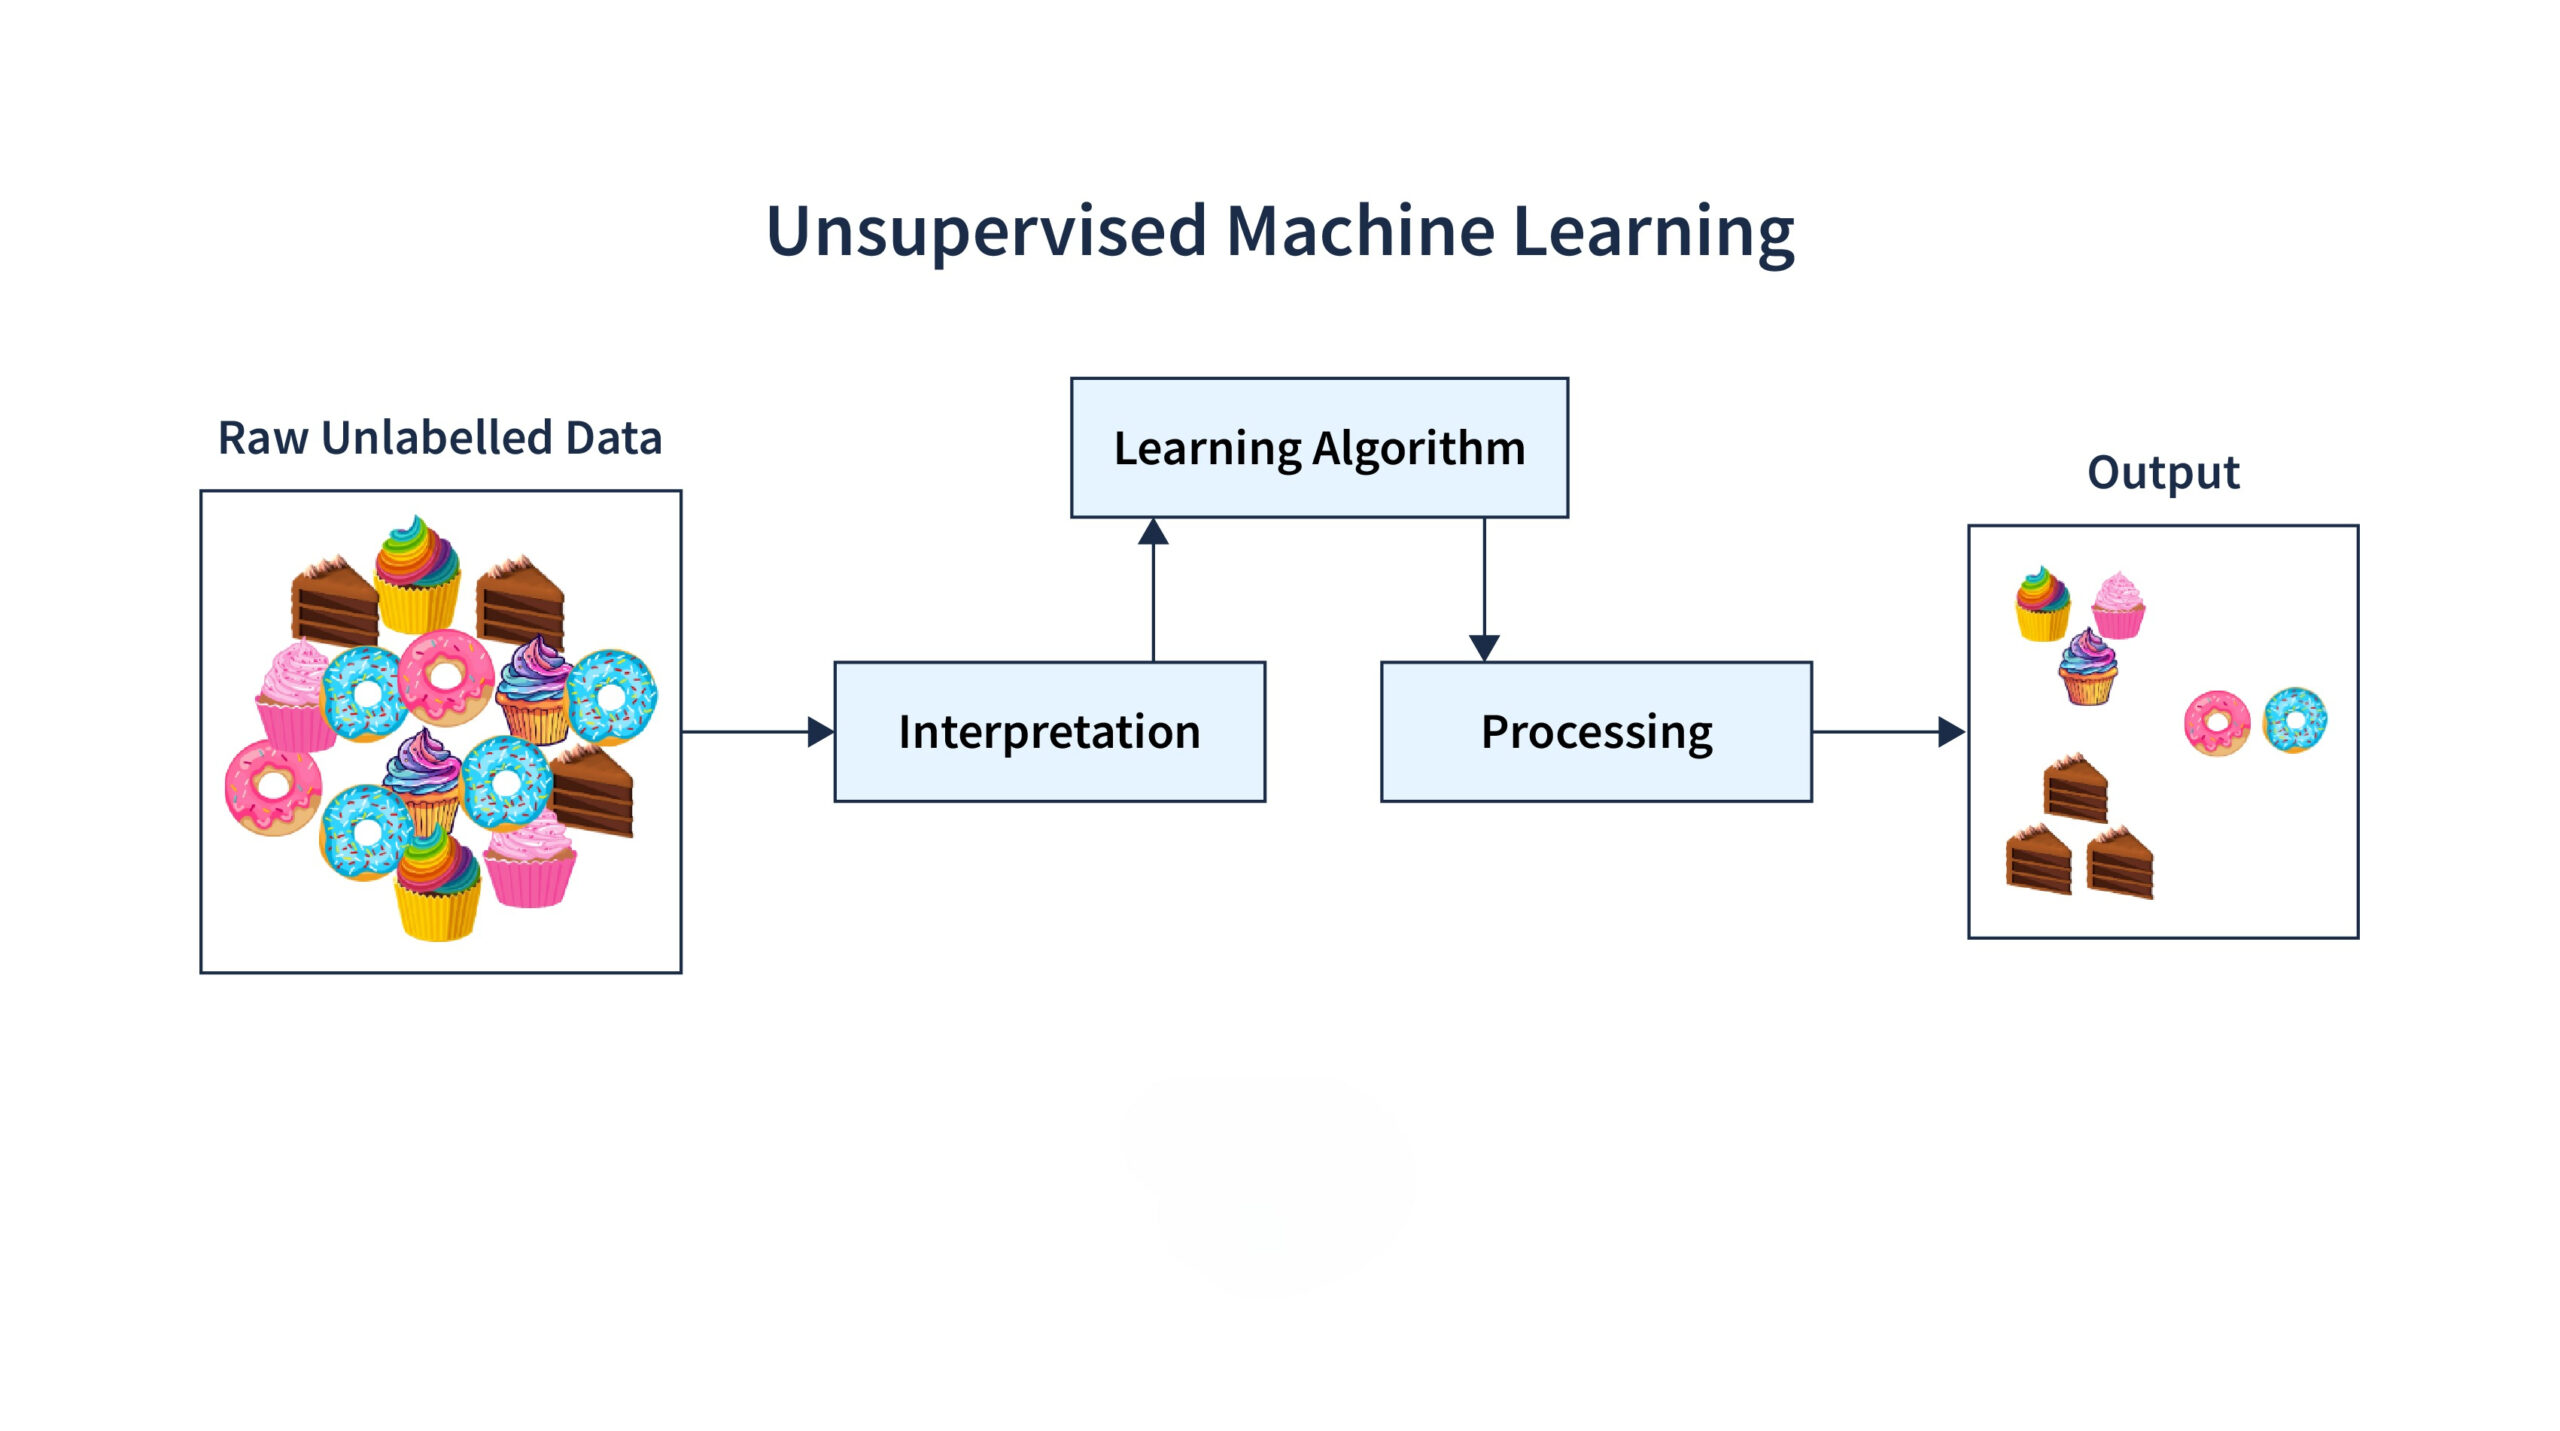 Unsupervised Machine Learning
Raw Unlabelled Data
Learning Algorithm
Output
Interpretation
Processing